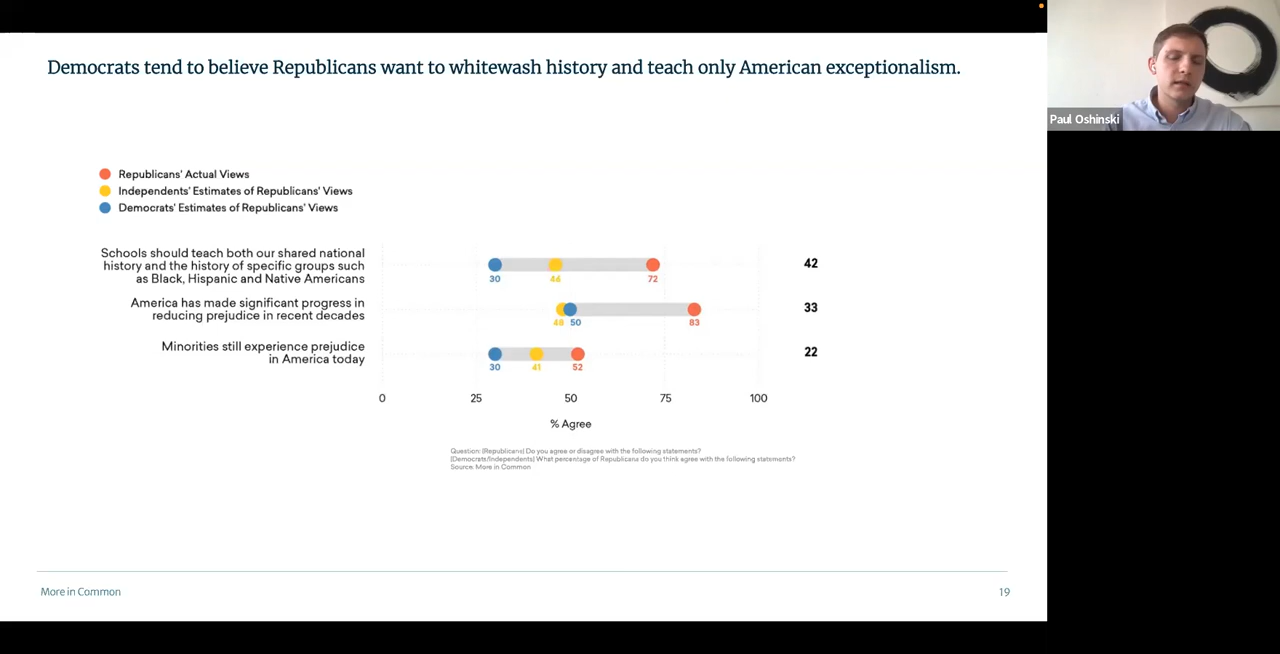 Democrats tend to believe Republicans want to whitewash history and teach only American exceptionalism.
Paul Oshinski
Republicans' Actual Views
Independents' Estimates of Republicans' Views
Democrats' Estimates of Republicans' Views
Schools should teach both our shared national
history and the history of specific groups such
as Black, Hispanic and Native Americans
30 46 72
42
America has made significant progress in
reducing prejudice in recent decades
48 50 83
33
Minorities still experience prejudice
in America today
30 41 52
22
0 25 50 75 100
% Agree
Question: [Republicans] Do you agree or disagree with the following statements?
[Democrats/Independents] What percentage of Republicans do you think agree with the following statements?
Source: More in Common
More in Common
19